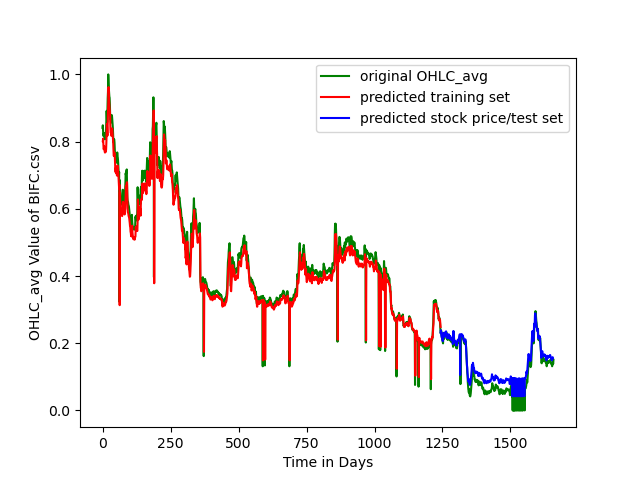 original OHLC_avg
predicted training set
predicted stock price/test set
OHLC_avg Value of BIFC.csv
1.0
0.8
0.6
0.4
0.2
0.0
0 250 500 750 1000 1250 1500
Time in Days